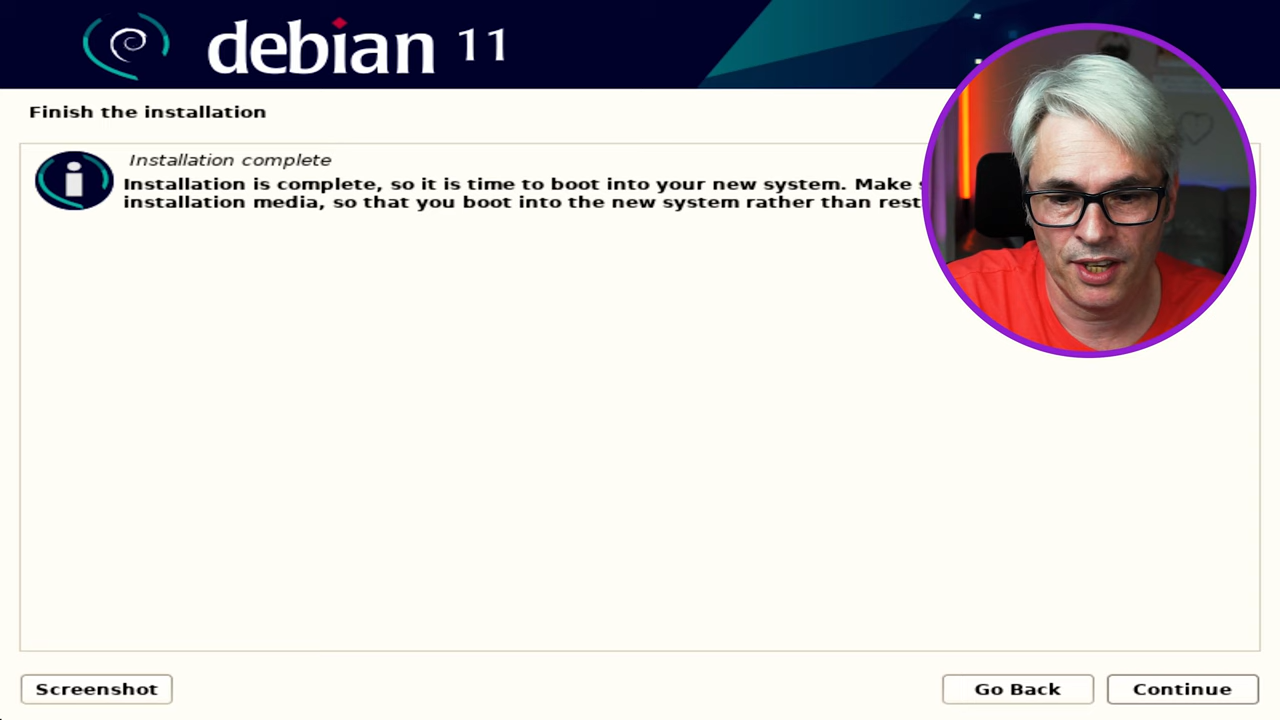 debian 11
Finish the installation
Installation complete
Installation is complete, so it is time to boot into your new system. Make
installation media, so that you boot into the new system rather than
Screenshot
Go Back
Continue